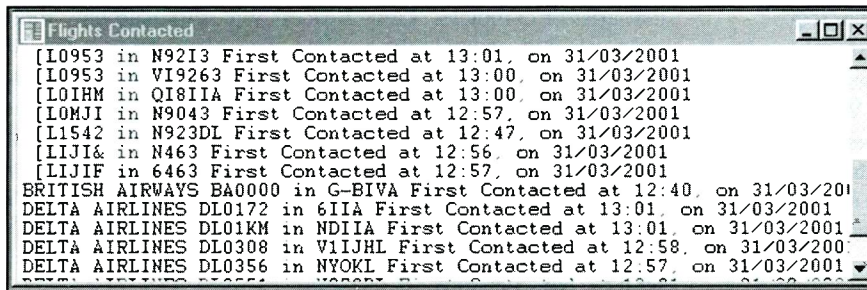 Flights Contacted
[L0953 in N92I3 First Contacted at 13:01, on 31/03/2001
[L0953 in VI9263 First Contacted at 13:00, on 31/03/2001
[L0IHM in QI8IIA First Contacted at 13:00, on 31/03/2001
[L0MJI in N9043 First Contacted at 12:57, on 31/03/2001
[L1542 in N923DL First Contacted at 12:47, on 31/03/2001
[LIJI& in N463 First Contacted at 12:56, on 31/03/2001
[LIJIF in 6463 First Contacted at 12:57, on 31/03/2001
BRITISH AIRWAYS BA0000 in G-BIVA First Contacted at 12:40, on 31/03/20
DELTA AIRLINES DL0172 in 6IIA First Contacted at 13:01, on 31/03/2001
DELTA AIRLINES DL01KM in NDIIA First Contacted at 13:01, on 31/03/2001
DELTA AIRLINES DL0308 in V1IJHL First Contacted at 12:58, on 31/03/200
DELTA AIRLINES DL0356 in NYOKL First Contacted at 12:57, on 31/03/2001